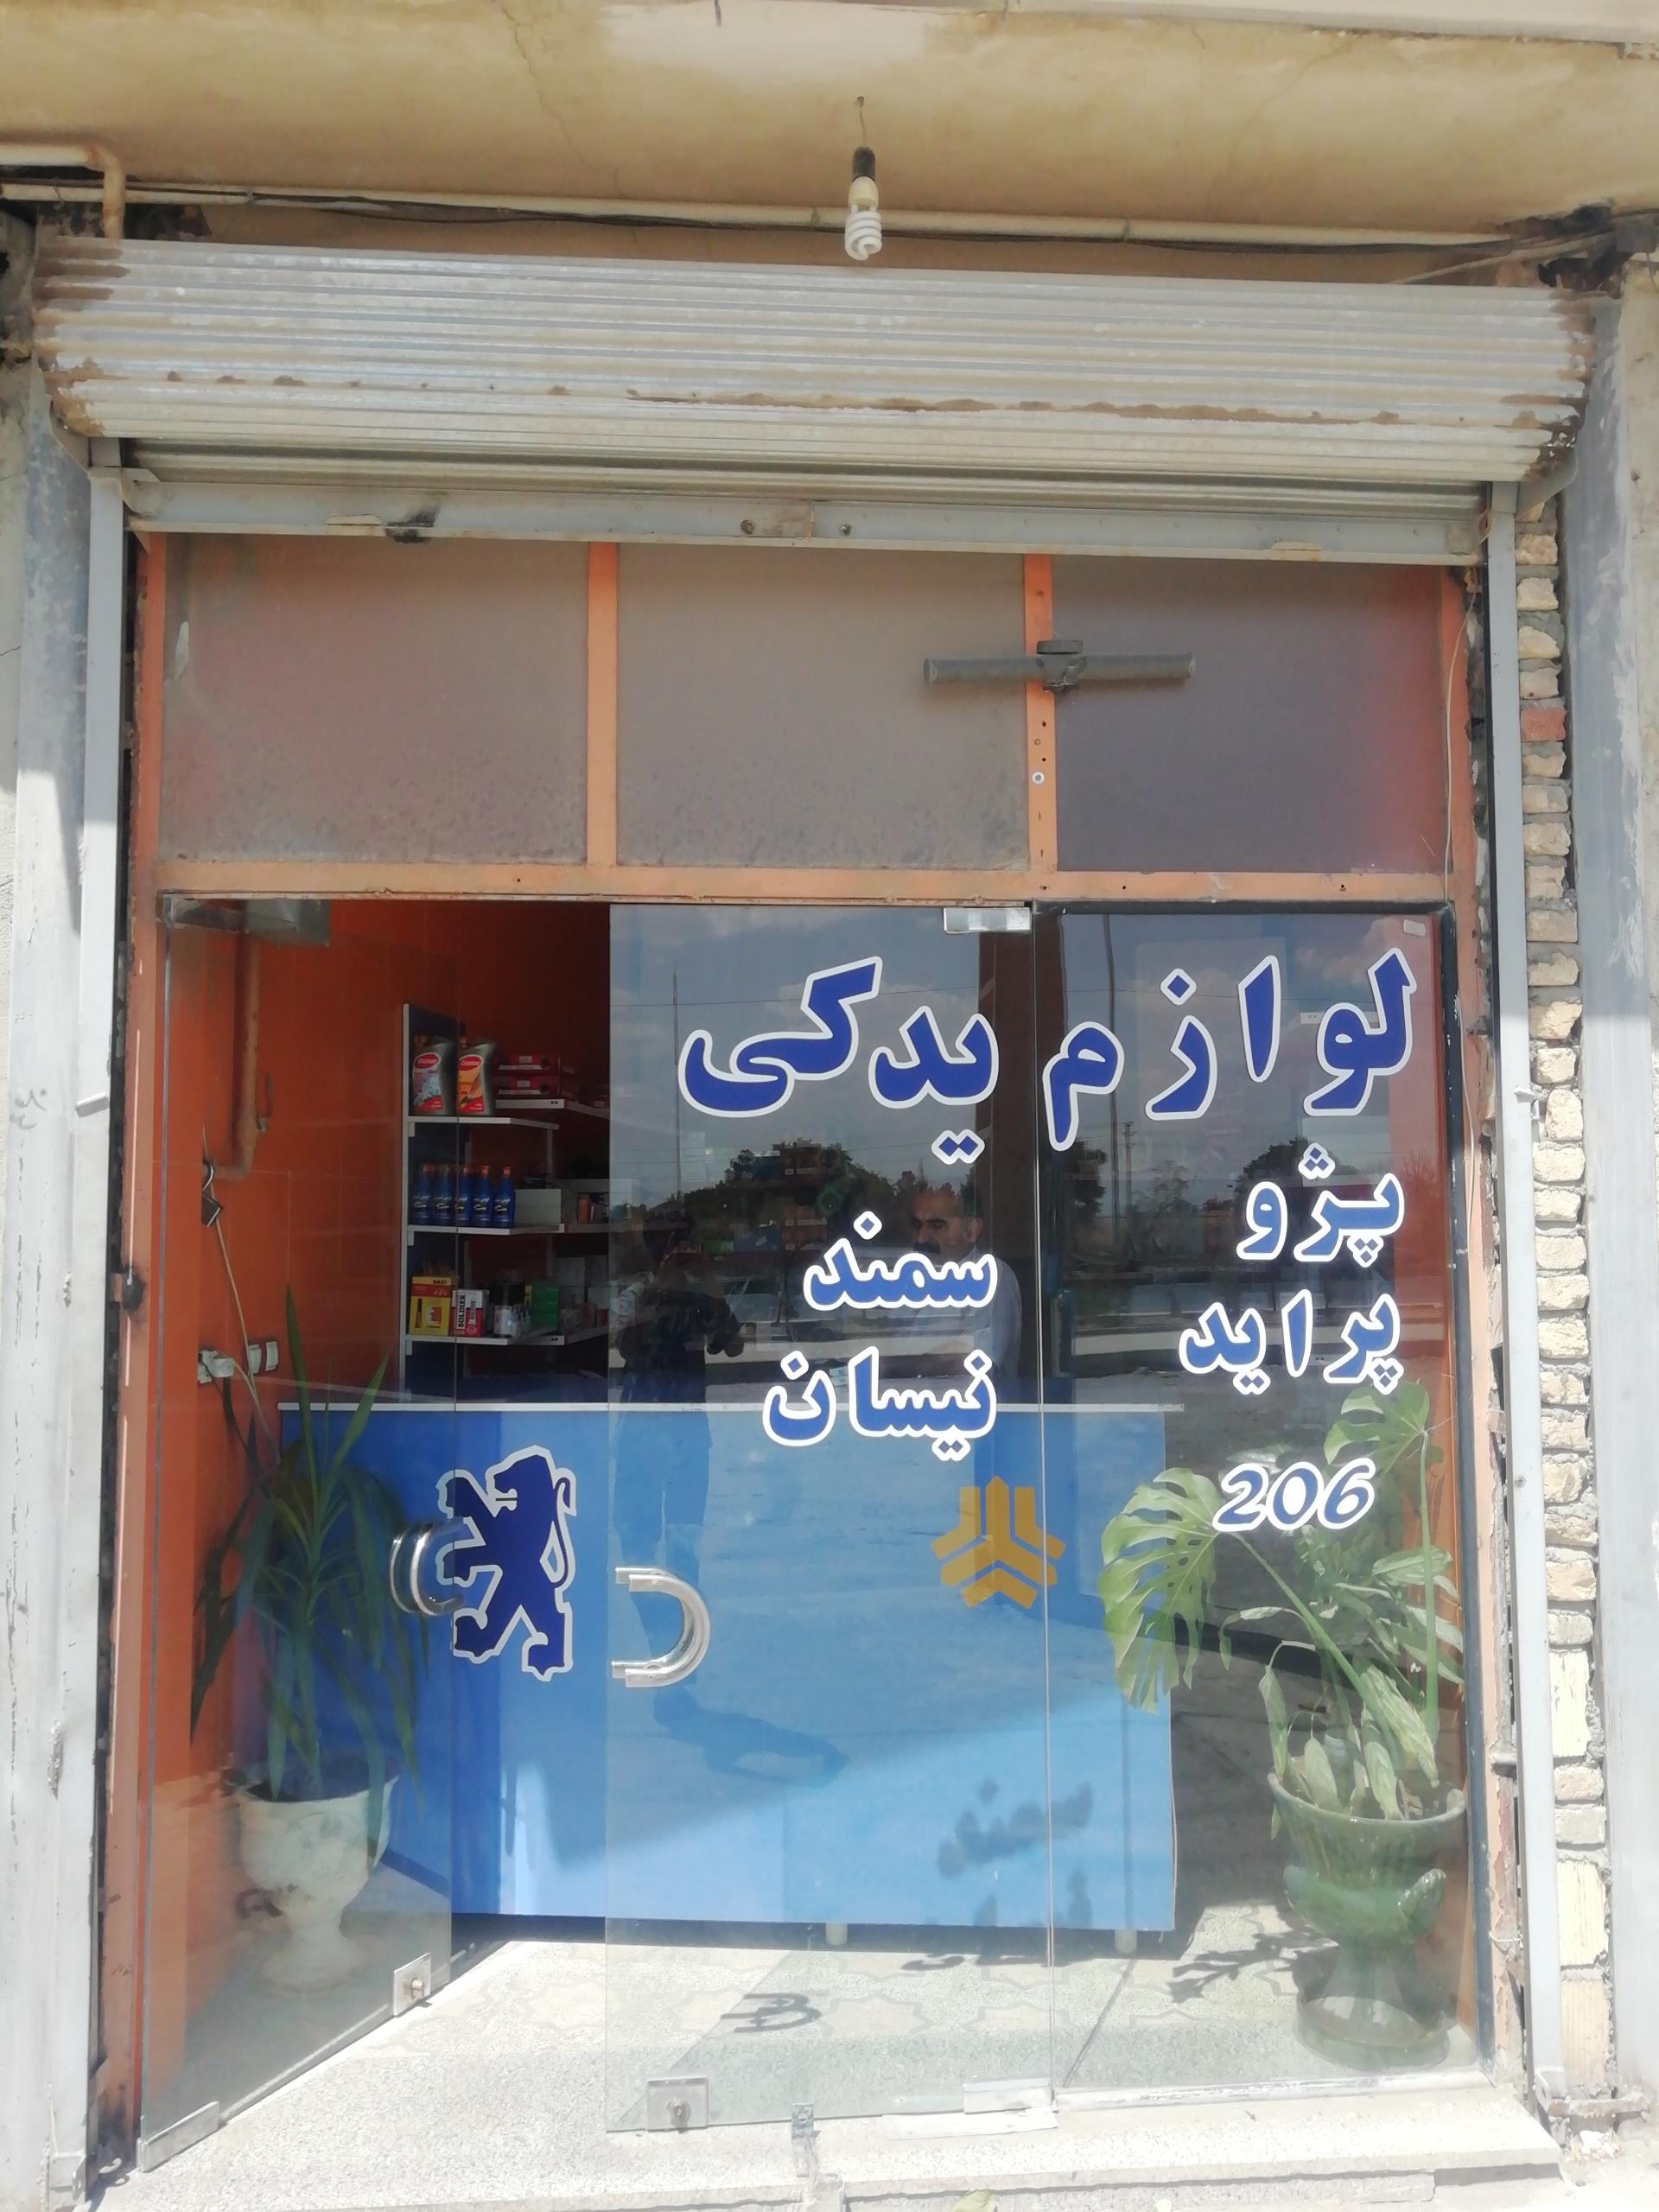 لوازم یدکی
پژو
پراید
206
سمند
نیسان